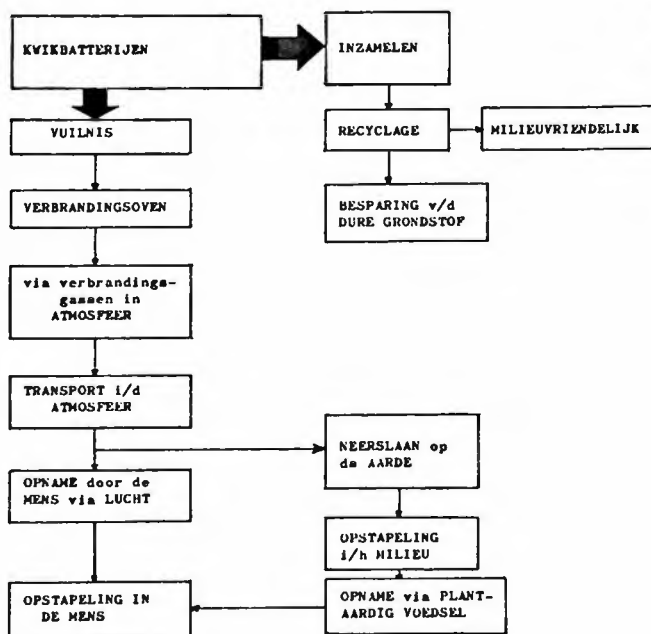 KWIKBATTERIJEN
INZAMELEN
VUILNIS
RECYCLAGE
MILIEUVRIENDELIJK
VERBRANDINGSOVEN
BESPARING v/d
DURE GRONDSTOF
via verbrandings-
gassen in
ATMOSFEER
TRANSPORT i/d
ATMOSFEER
NEERSLAAN op
de AARDE
OPNAME door de
MENS via LUCHT
OPSTAPELING
i/h MILIEU
OPSTAPELING IN
DE MENS
OPNAME via PLANT-
AARDIG VOEDSEL